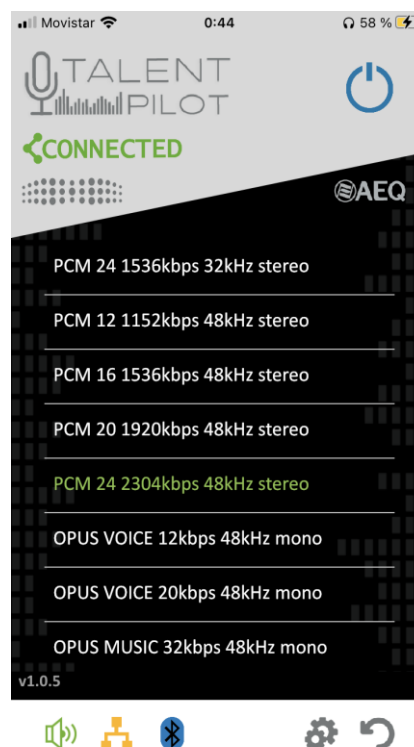 Movistar 0:44 58 %
TALENT
PILOT
CONNECTED
AEQ
PCM 24 1536kbps 32kHz stereo
PCM 12 1152kbps 48kHz stereo
PCM 16 1536kbps 48kHz stereo
PCM 20 1920kbps 48kHz stereo
PCM 24 2304kbps 48kHz stereo
OPUS VOICE 12kbps 48kHz mono
OPUS VOICE 20kbps 48kHz mono
OPUS MUSIC 32kbps 48kHz mono
v1.0.5